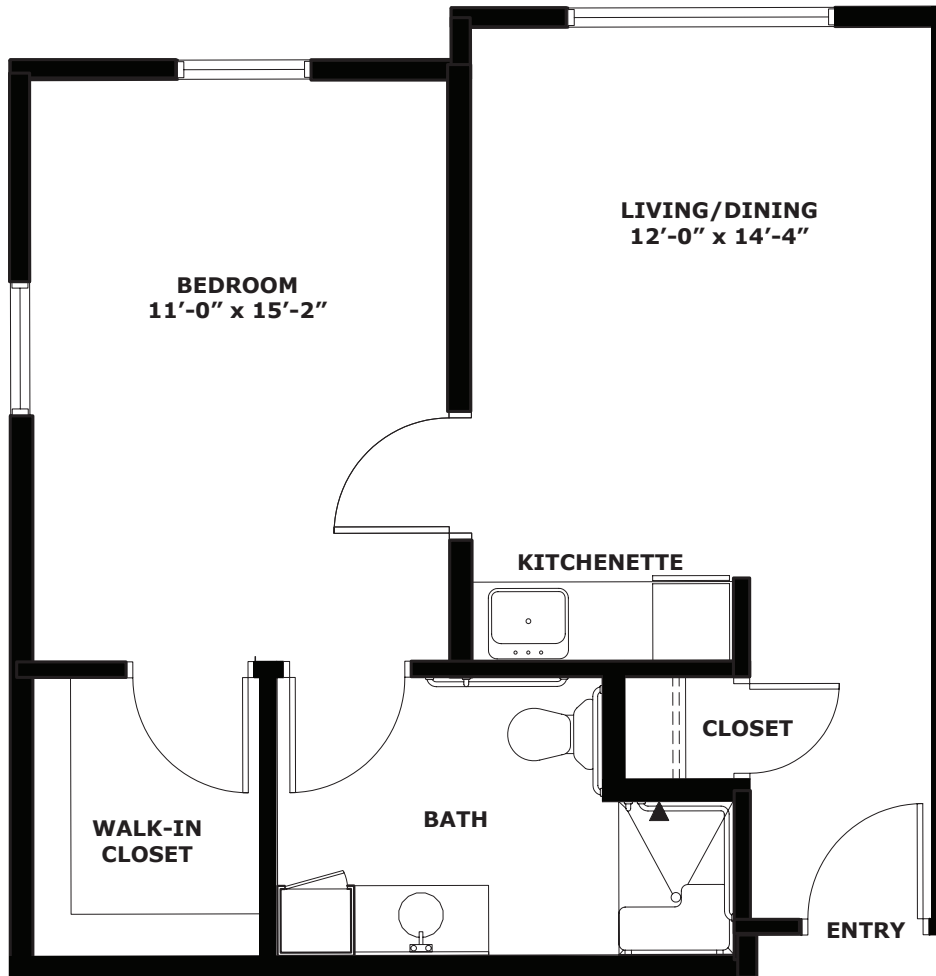 LIVING/DINING
12’-0” x 14’-4”
BEDROOM
11’-0” x 15’-2”
KITCHENETTE
CLOSET
BATH
WALK-IN
CLOSET
ENTRY